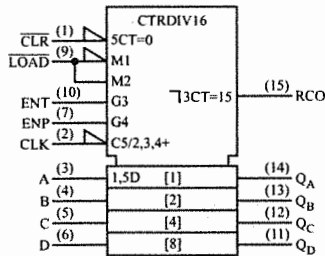 CTRDIV16
CLR (1) 5CT=0
LOAD (9) M1
M2
ENT (10) G3 3CT=15 (15) RCO
ENP (7) G4
CLK (2) C5/2,3,4+
A (3) 1,5D [1] (14) QA
B (4) [2] (13) QB
C (5) [4] (12) QC
D (6) [8] (11) QD